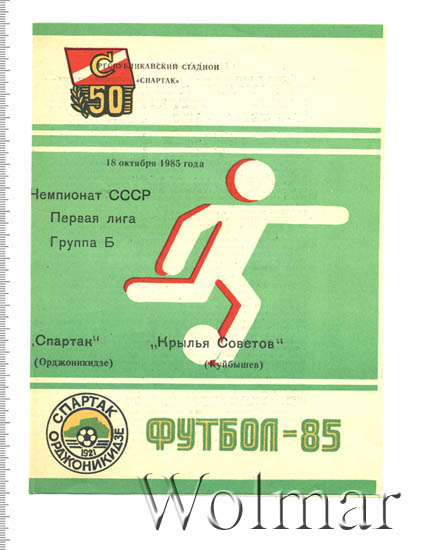 С
50
РЕСПУБЛИКАНСКИЙ СТАДИОН
«СПАРТАК»
18 октября 1985 года
Чемпионат СССР
Первая лига
Группа Б
„Спартак"
(Орджоникидзе)
„Крылья Советов"
(Куйбышев)
СПАРТАК
1921
ОРДЖОНИКИДЗЕ
ФУТБОЛ-85
Wolmar